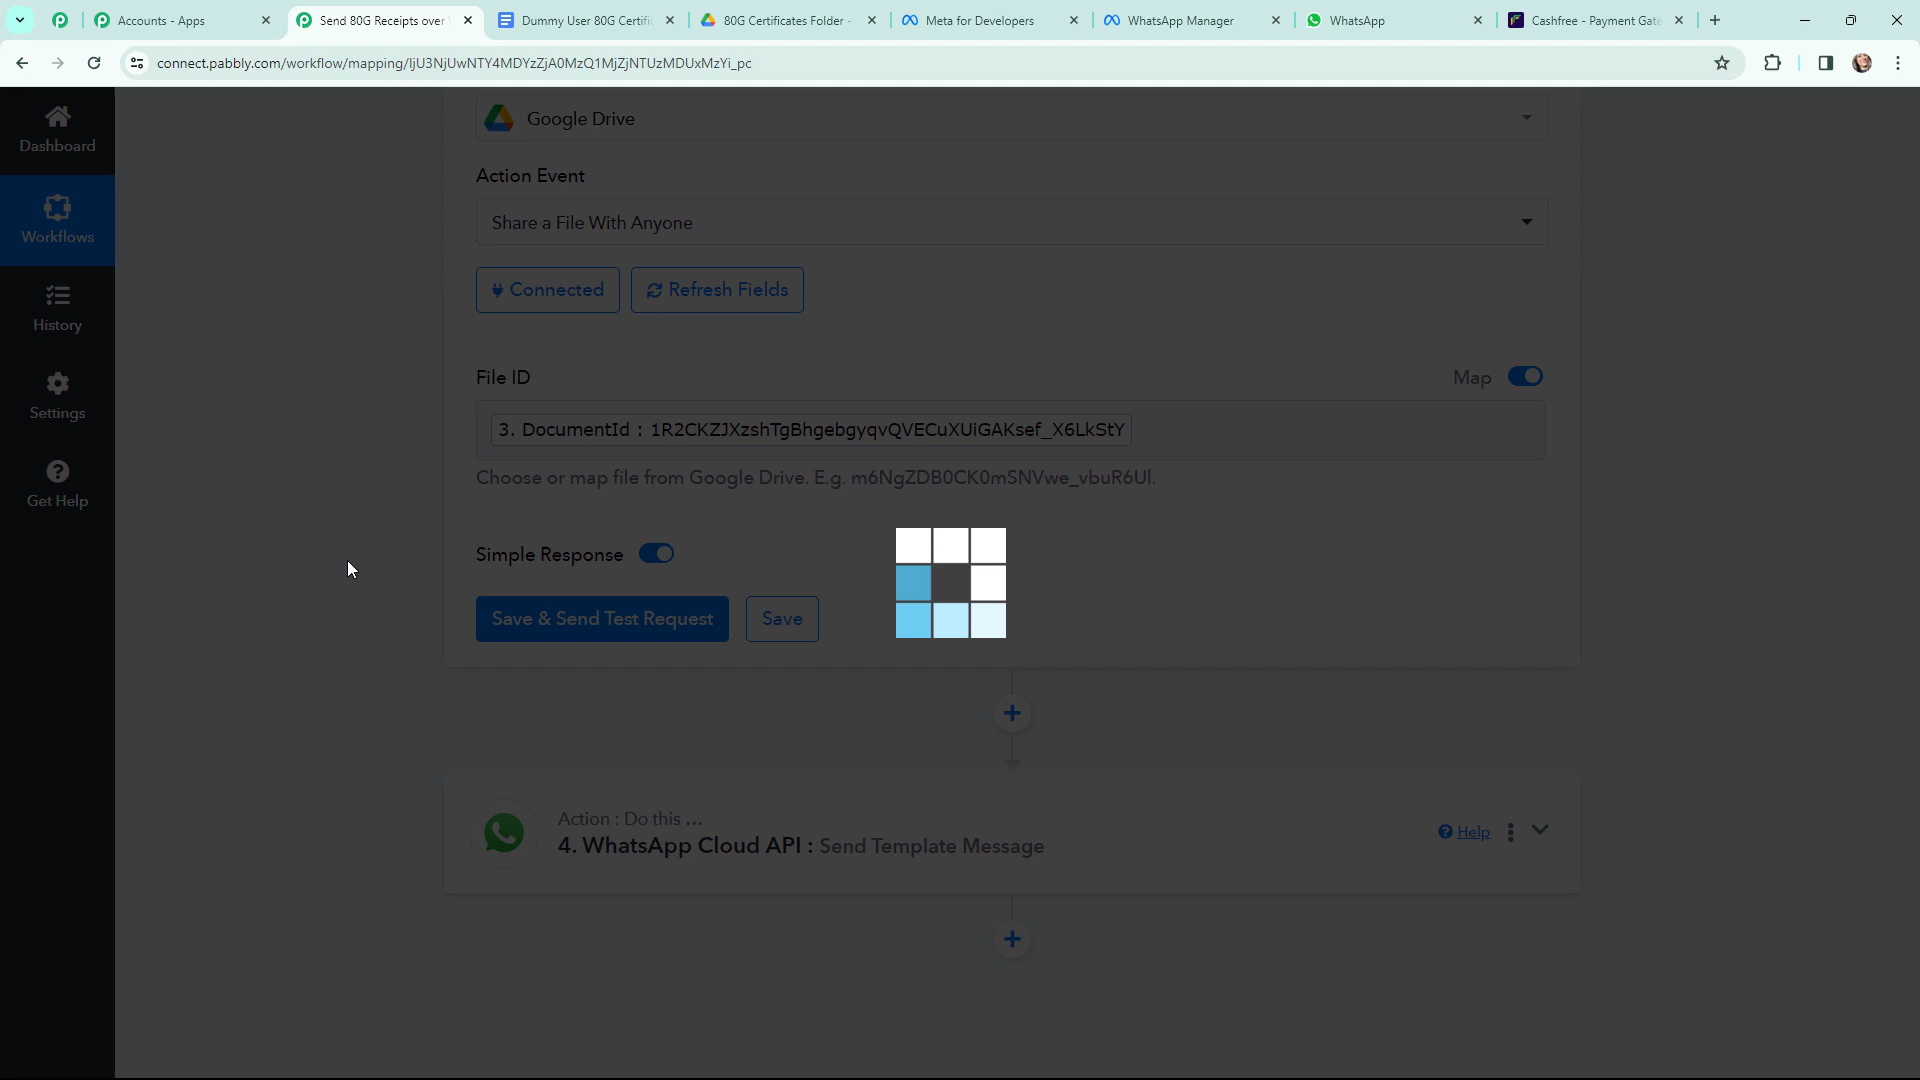 Accounts - Apps
Send 80G Receipts over
Dummy User 80G Certifi
80G Certificates Folder -
Meta for Developers
WhatsApp Manager
WhatsApp
Cashfree - Payment Gate
connect.pabbly.com/workflow/mapping/IjU3NjUwNTY4MDYzZjA0MzQ1MjZjNTUzMDUxMzYi_pc
Dashboard
Workflows
History
Settings
Get Help
Google Drive
Action Event
Share a File With Anyone
Connected
Refresh Fields
File ID
Map
3. DocumentId : 1R2CKZJXzshTgBhgebgyqvQVECuXUiGAKsef_X6LkStY
Choose or map file from Google Drive. E.g. m6NgZDB0CK0mSNVwe_vbuR6Ul.
Simple Response
Save & Send Test Request
Save
Action : Do this ...
4. WhatsApp Cloud API : Send Template Message
Help